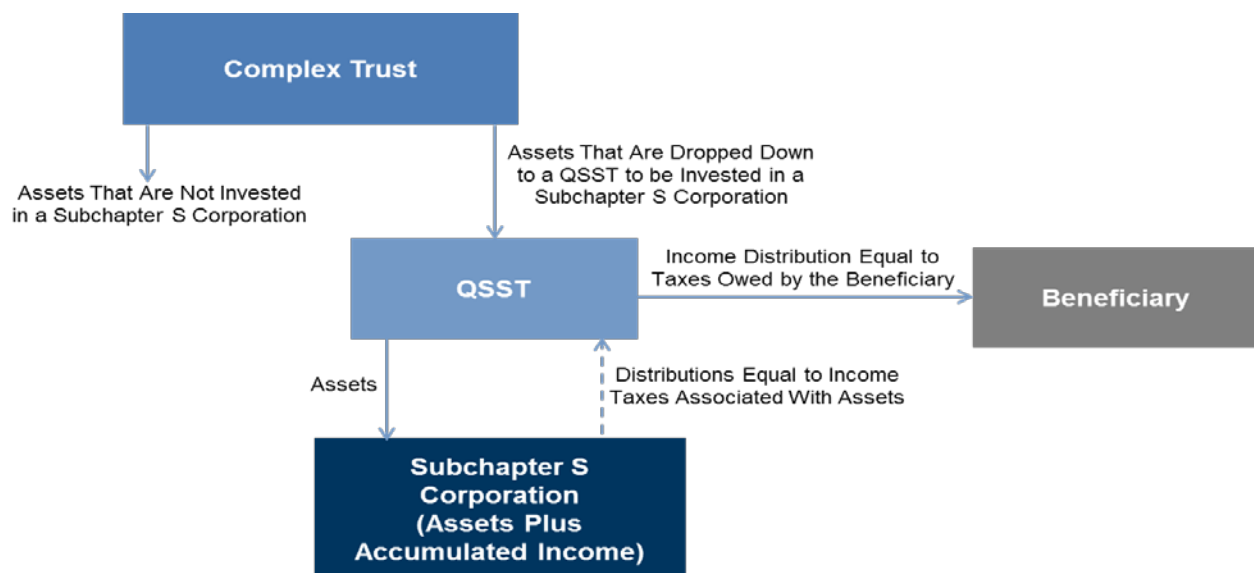 Complex Trust
Assets That Are Not Invested
in a Subchapter S Corporation
Assets That Are Dropped Down
to a QSST to be Invested in a
Subchapter S Corporation
QSST
Income Distribution Equal to
Taxes Owed by the Beneficiary
Beneficiary
Assets
Distributions Equal to Income
Taxes Associated With Assets
Subchapter S
Corporation
(Assets Plus
Accumulated Income)